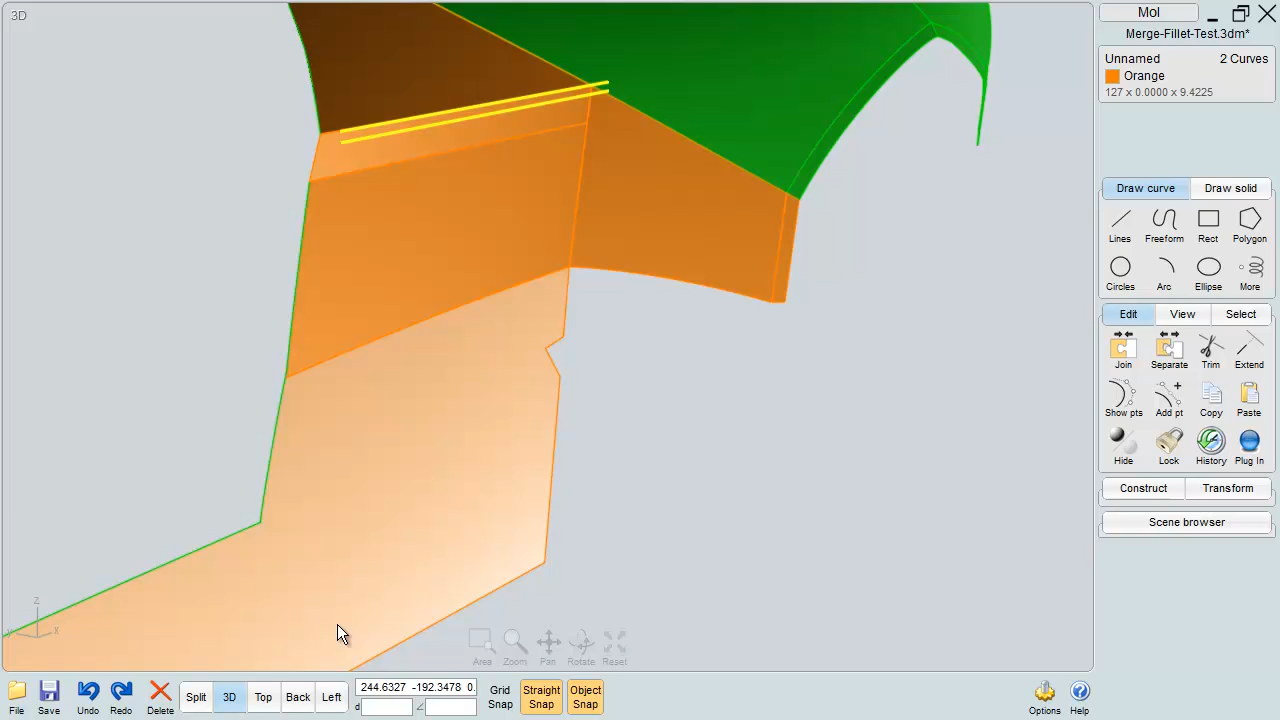 3D
MoI
Merge-Fillet-Test.3dm*
Unnamed 2 Curves
Orange
127 x 0.0000 x 9.4225
Draw curve Draw solid
Lines Freeform Rect Polygon
Circles Arc Ellipse More
Edit View Select
Join Separate Trim Extend
Show pts Add pt Copy Paste
Hide Lock History Plug In
Construct Transform
Scene browser
z
y x
Area Zoom Pan Rotate Reset
File Save Undo Redo Delete Split 3D Top Back Left
244.6327 -192.3478 0.
d
Grid Snap
Straight Snap
Object Snap
Options Help